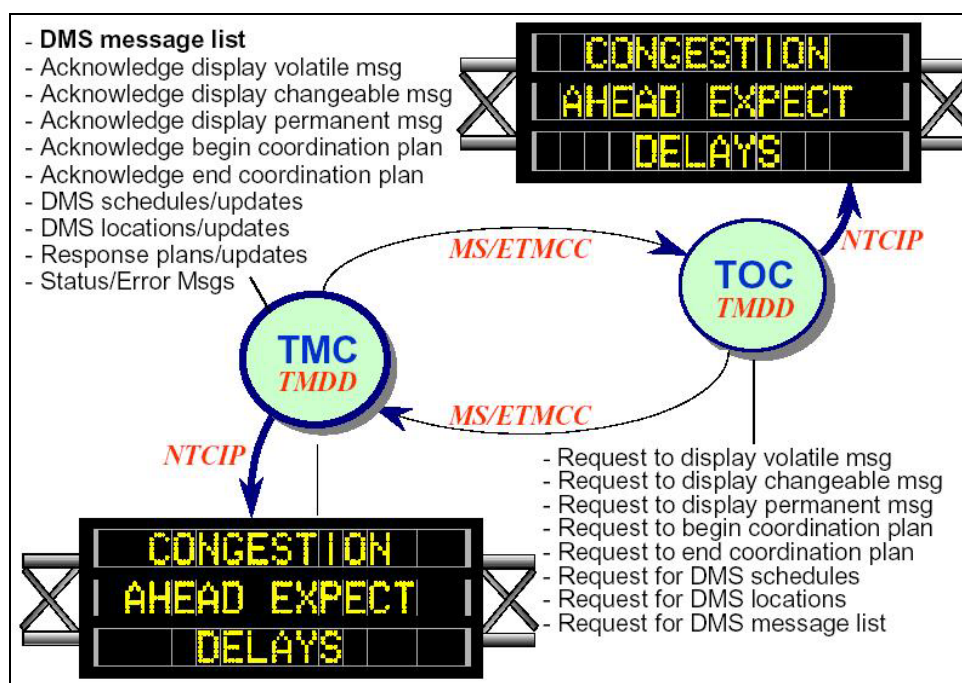 - DMS message list
- Acknowledge display volatile msg
- Acknowledge display changeable msg
- Acknowledge display permanent msg
- Acknowledge begin coordination plan
- Acknowledge end coordination plan
- DMS schedules/updates
- DMS locations/updates
- Response plans/updates
- Status/Error Msgs
CONGESTION
AHEAD EXPECT
DELAYS
MS/ETMCC
NTCIP
TOC
TMDD
TMC
TMDD
MS/ETMCC
NTCIP
- Request to display volatile msg
- Request to display changeable msg
- Request to display permanent msg
- Request to begin coordination plan
- Request to end coordination plan
- Request for DMS schedules
- Request for DMS locations
- Request for DMS message list
CONGESTION
AHEAD EXPECT
DELAYS